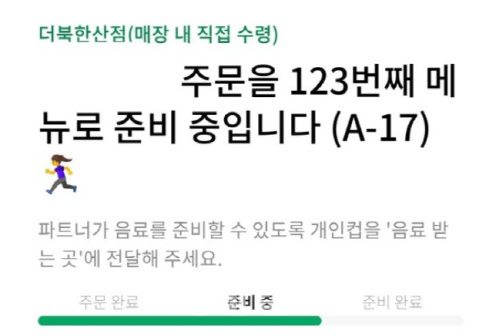 더북한산점(매장 내 직접 수령)
주문을 123번째 메
뉴로 준비 중입니다 (A-17)
파트너가 음료를 준비할 수 있도록 개인컵을 '음료 받
는 곳'에 전달해 주세요.
주문 완료 준비 중 준비 완료